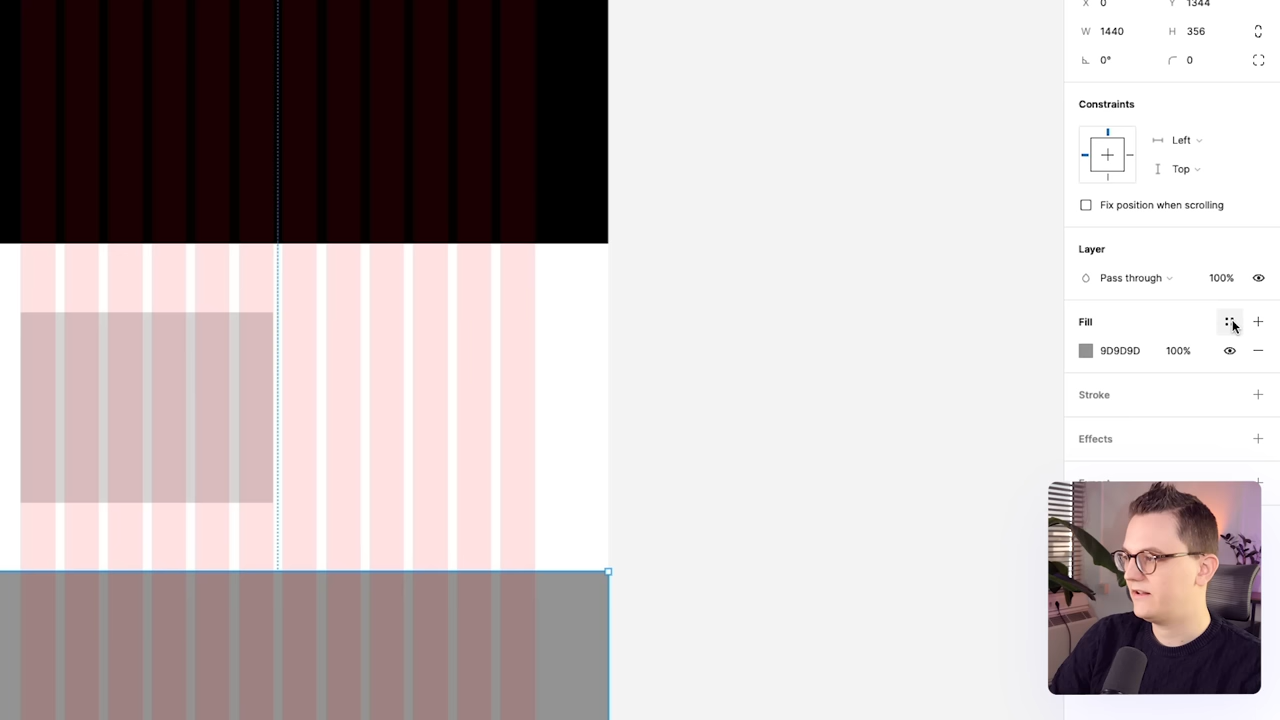 X 0 Y 1344
W 1440 H 356
0° 0
Constraints
Left
Top
Fix position when scrolling
Layer
Pass through 100%
Fill
9D9D9D 100%
Stroke
Effects